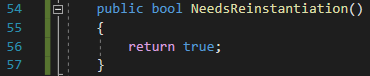 54 public bool NeedsReinstantiation()
55 {
56 return true;
57 }